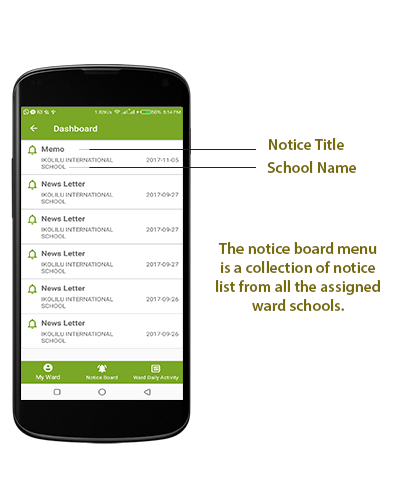 1.92K/s 56% 8:14 PM
Dashboard
Memo
IKOLILU INTERNATIONAL
SCHOOL
2017-11-05
News Letter
IKOLILU INTERNATIONAL
SCHOOL
2017-09-27
News Letter
IKOLILU INTERNATIONAL
SCHOOL
2017-09-27
News Letter
IKOLILU INTERNATIONAL
SCHOOL
2017-09-27
News Letter
IKOLILU INTERNATIONAL
SCHOOL
2017-09-26
News Letter
IKOLILU INTERNATIONAL
SCHOOL
2017-09-26
My Ward
Notice Board
Ward Daily Activity
Notice Title
School Name
The notice board menu
is a collection of notice
list from all the assigned
ward schools.